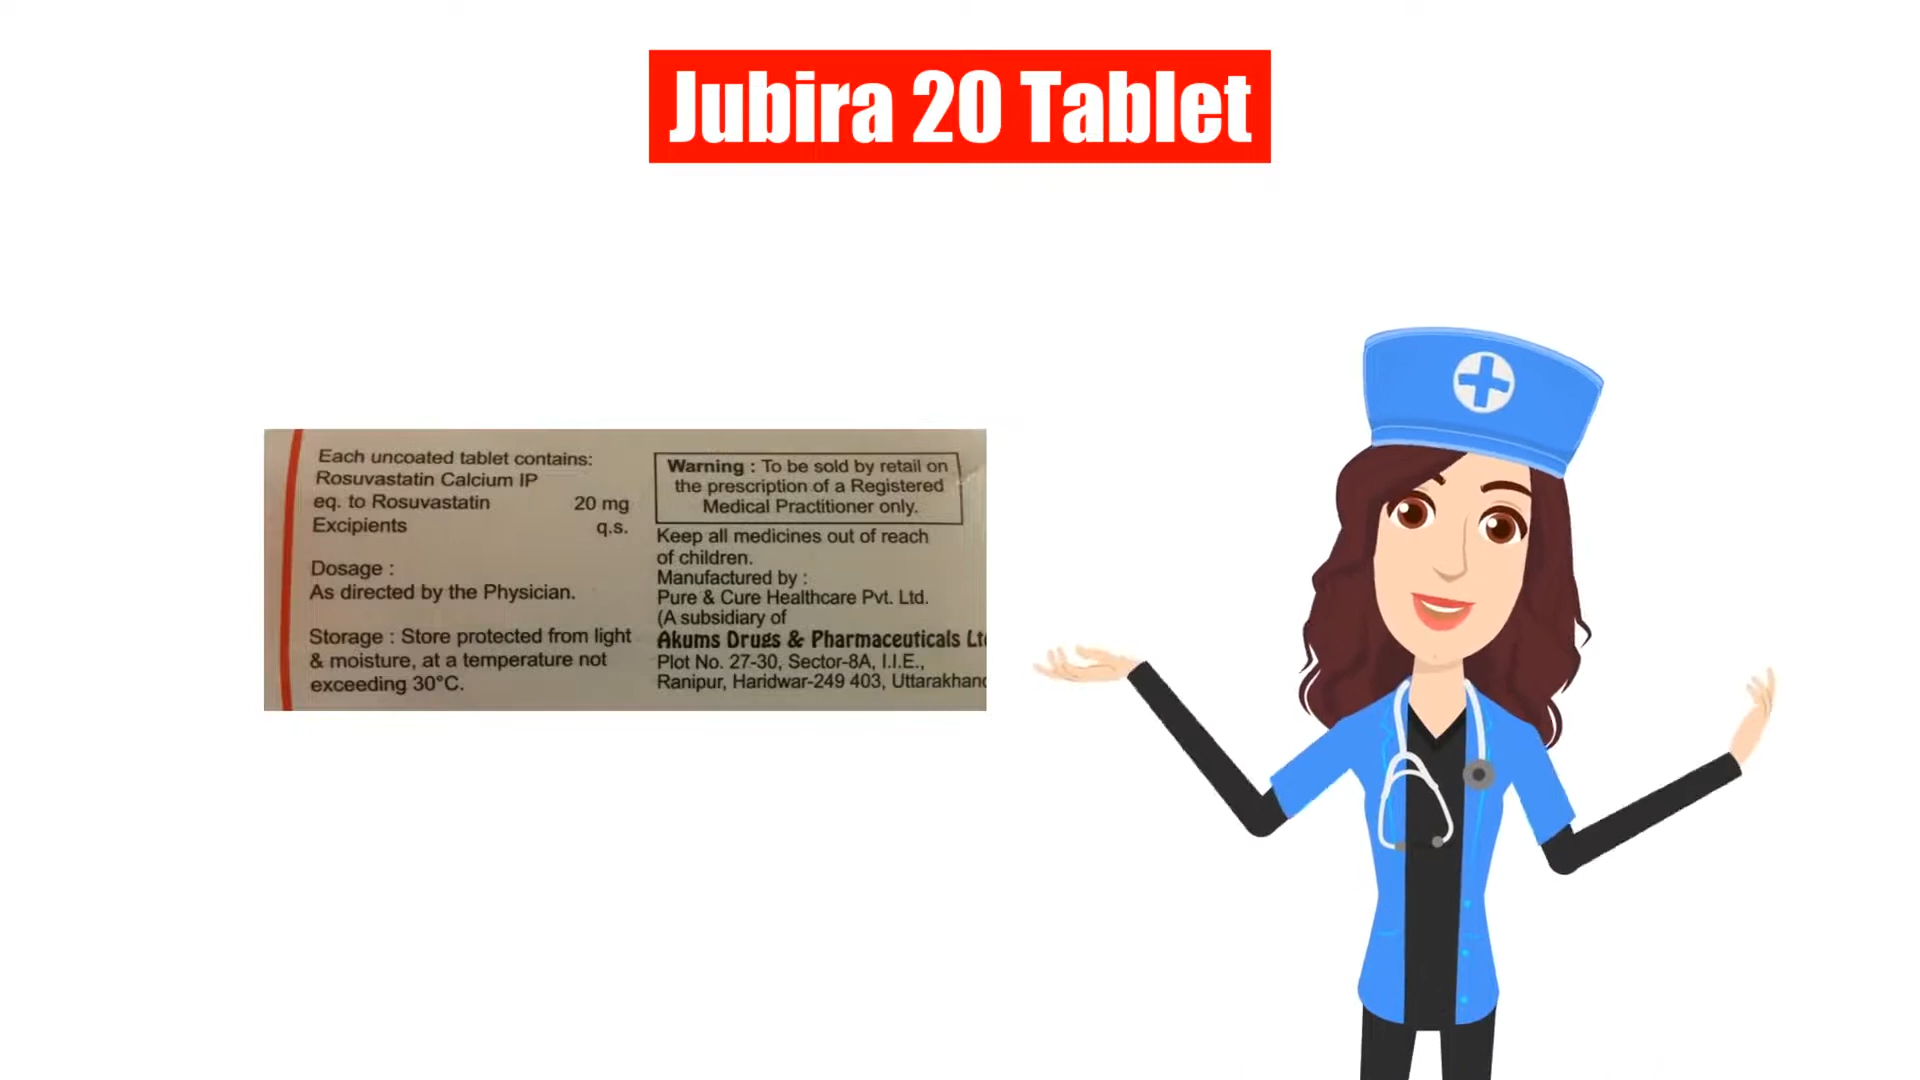 Jubira 20 Tablet
Each uncoated tablet contains:
Rosuvastatin Calcium IP
eq. to Rosuvastatin 20 mg
Excipients q.s.
Dosage :
As directed by the Physician.
Storage : Store protected from light
& moisture, at a temperature not
exceeding 30°C.
Warning : To be sold by retail on
the prescription of a Registered
Medical Practitioner only.
Keep all medicines out of reach
of children.
Manufactured by :
Pure & Cure Healthcare Pvt. Ltd.
(A subsidiary of
Akums Drugs & Pharmaceuticals Lt
Plot No. 27-30, Sector-8A, I.I.E.,
Ranipur, Haridwar-249 403, Uttarakhan